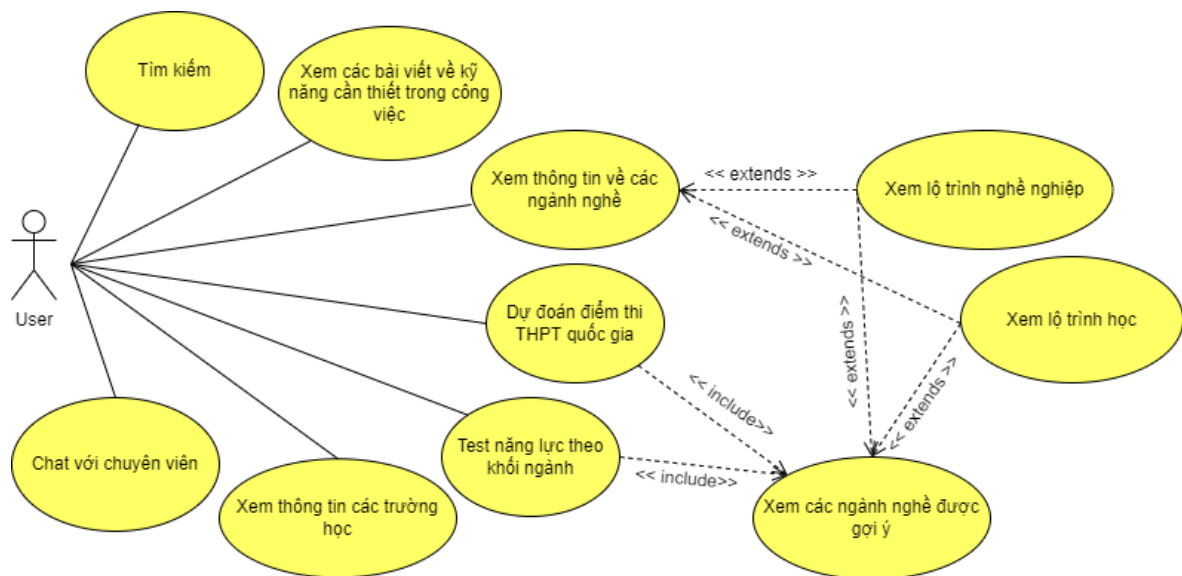 Tìm kiếm
Xem các bài viết về kỹ
năng cần thiết trong công
việc
Xem thông tin về các
ngành nghề
<< extends >>
Xem lộ trình nghề nghiệp
<< extends >>
User
Dự đoán điểm thi
THPT quốc gia
<< extends >>
Xem lộ trình học
<< extends >>
<< include>>
Chat với chuyên viên
Test năng lực theo
khối ngành
<< include>>
Xem thông tin các trường
học
Xem các ngành nghề được
gợi ý